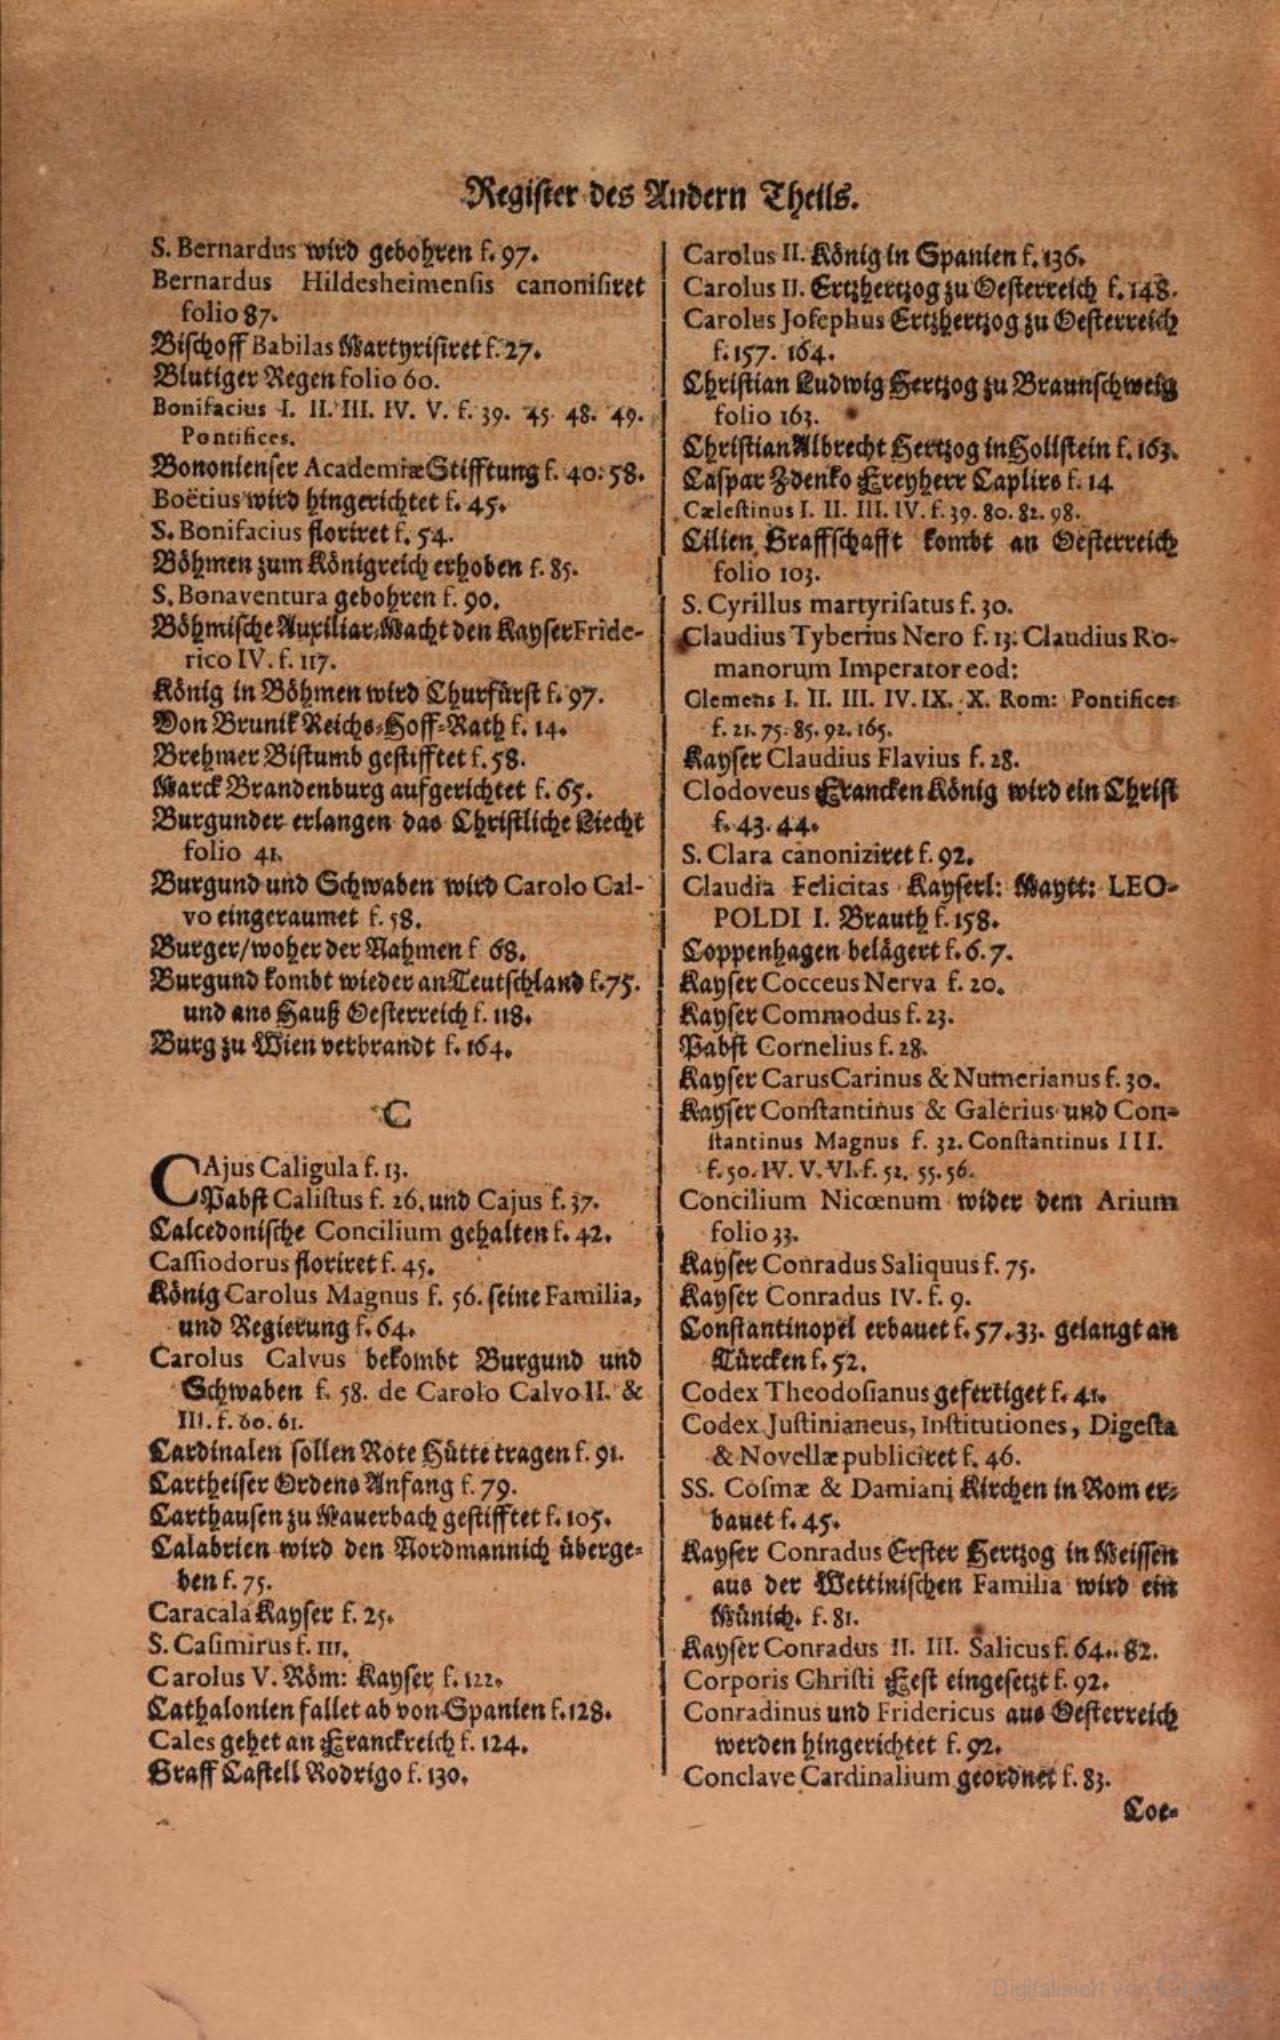 Register des Andern Theils.
S. Bernardus wird gebohren f. 97.
Bernardus Hildesheimensis canonisiret
folio 87.
Bischoff Babilas Martyrisiret f. 27.
Blutiger Regen folio 60.
Bonifacius I. II. III. IV. V. f. 39. 45. 48. 49.
Pontifices.
Bononienser Academiæ Stifftung f. 40. 58.
Boëtius wird hingerichtet f. 45.
S. Bonifacius floriret f. 54.
Böhmen zum Königreich erhoben f. 85.
S. Bonaventura gebohren f. 90.
Böhmische Auxiliar-Macht den Kayser Fride-
rico IV. f. 117.
König in Böhmen wird Churfürst f. 97.
Von Brunik Reichs-Hoff-Rath f. 14.
Brehmer Bistumb gestifftet f. 58.
Marck Brandenburg aufgerichtet f. 65.
Burgunder erlangen das Christliche Liecht
folio 41.
Burgund und Schwaben wird Carolo Cal-
vo eingeraumet f. 58.
Burger/woher der Nahmen f 68.
Burgund kombt wieder an Teutschland f. 75.
und ans Hauß Oesterreich f. 118.
Burg zu Wien verbrandt f. 164.
C
CAjus Caligula f. 13.
Pabst Calistus f. 26. und Cajus f. 37.
Calcedonische Concilium gehalten f. 42.
Cassiodorus floriret f. 45.
König Carolus Magnus f. 56. seine Familia,
und Regierung f. 64.
Carolus Calvus bekombt Burgund und
Schwaben f. 58. de Carolo Calvo II. &
III. f. 60. 61.
Cardinalen sollen Rote Hütte tragen f. 91.
Cartheiser Ordens Anfang f. 79.
Carthausen zu Mauerbach gestifftet f. 105.
Calabrien wird den Nordmannich überge-
ben f. 75.
Caracala Kayser f. 25.
S. Casimirus f. 111.
Carolus V. Röm: Kayser f. 122.
Cathalonien fallet ab von Spanien f. 128.
Cales gehet an Franckreich f. 124.
Graff Castell Rodrigo f. 130.
Carolus II. König in Spanien f. 136.
Carolus II. Ertzhertzog zu Oesterreich f. 148.
Carolus Josephus Ertzhertzog zu Oesterreich
f. 157. 164.
Christian Ludwig Hertzog zu Braunschweig
folio 163.
Christian Albrecht Hertzog in Hollstein f. 163.
Caspar Zdenko Freyherr Caplirs f. 14
Cælestinus I. II. III. IV. f. 39. 80. 82. 98.
Cilien Graffschafft kombt an Oesterreich
folio 103.
S. Cyrillus martyrisatus f. 30.
Claudius Tyberius Nero f. 13. Claudius Ro-
manorum Imperator eod:
Clemens I. II. III. IV. IX. X. Rom: Pontifices
f. 21. 75. 85. 92. 165.
Kayser Claudius Flavius f. 28.
Clodoveus Francken König wird ein Christ
f. 43. 44.
S. Clara canoniziret f. 92.
Claudia Felicitas Kayserl: Maytt: LEO-
POLDI I. Brauth f. 158.
Coppenhagen belägert f. 6. 7.
Kayser Cocceus Nerva f. 20.
Kayser Commodus f. 23.
Pabst Cornelius f. 28.
Kayser Carus Carinus & Numerianus f. 30.
Kayser Constantinus & Galerius und Con-
stantinus Magnus f. 32. Constantinus III.
f. 50. IV. V. VI. f. 52. 55. 56.
Concilium Nicœnum wider dem Arium
folio 33.
Kayser Conradus Saliquus f. 75.
Kayser Conradus IV. f. 9.
Constantinopel erbauet f. 57. 33. gelangt an
Türcken f. 52.
Codex Theodosianus gefertiget f. 41.
Codex Justinianeus, Institutiones, Digesta
& Novellæ publiciret f. 46.
SS. Cosmæ & Damiani Kirchen in Rom er-
bauet f. 45.
Kayser Conradus Erster Hertzog in Meissen
aus der Wettinischen Familia wird ein
Münich. f. 81.
Kayser Conradus II. III. Salicus f. 64.. 82.
Corporis Christi Fest eingesetzt f. 92.
Conradinus und Fridericus aus Oesterreich
werden hingerichtet f. 92.
Conclave Cardinalium geordnet f. 83.
Coe-
Digitalisiert von Google